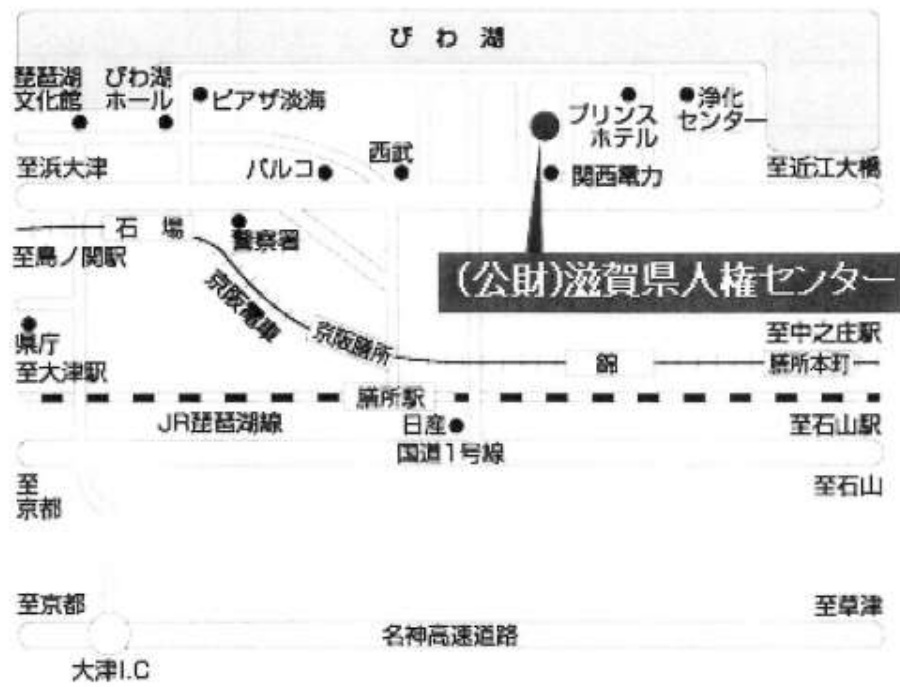 びわ湖
琵琶湖
文化館
びわ湖
ホール
ピアザ淡海
プリンス
ホテル
浄化
センター
至浜大津
パルコ
西武
関西電力
至近江大橋
石場
警察署
至島ノ関駅
京阪電車
(公財)滋賀県人権センター
県庁
京阪膳所
至中之庄駅
至大津駅
錦
膳所本町
膳所駅
JR琵琶湖線
日産
至石山駅
国道1号線
至
京都
至石山
至京都
名神高速道路
至草津
大津I.C